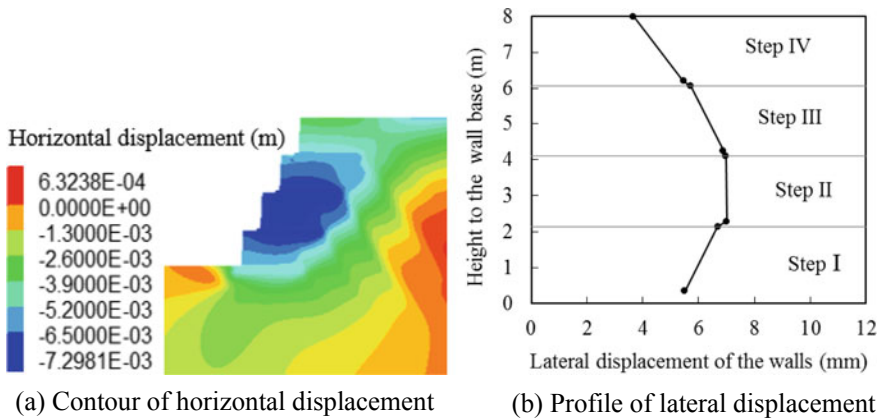 Horizontal displacement (m)
6.3238E-04
0.0000E+00
-1.3000E-03
-2.6000E-03
-3.9000E-03
-5.2000E-03
-6.5000E-03
-7.2981E-03
(a) Contour of horizontal displacement
Height to the wall base (m)
8
7
6
5
4
3
2
1
0
Step IV
Step III
Step II
Step I
0 2 4 6 8 10 12
Lateral displacement of the walls (mm)
(b) Profile of lateral displacement